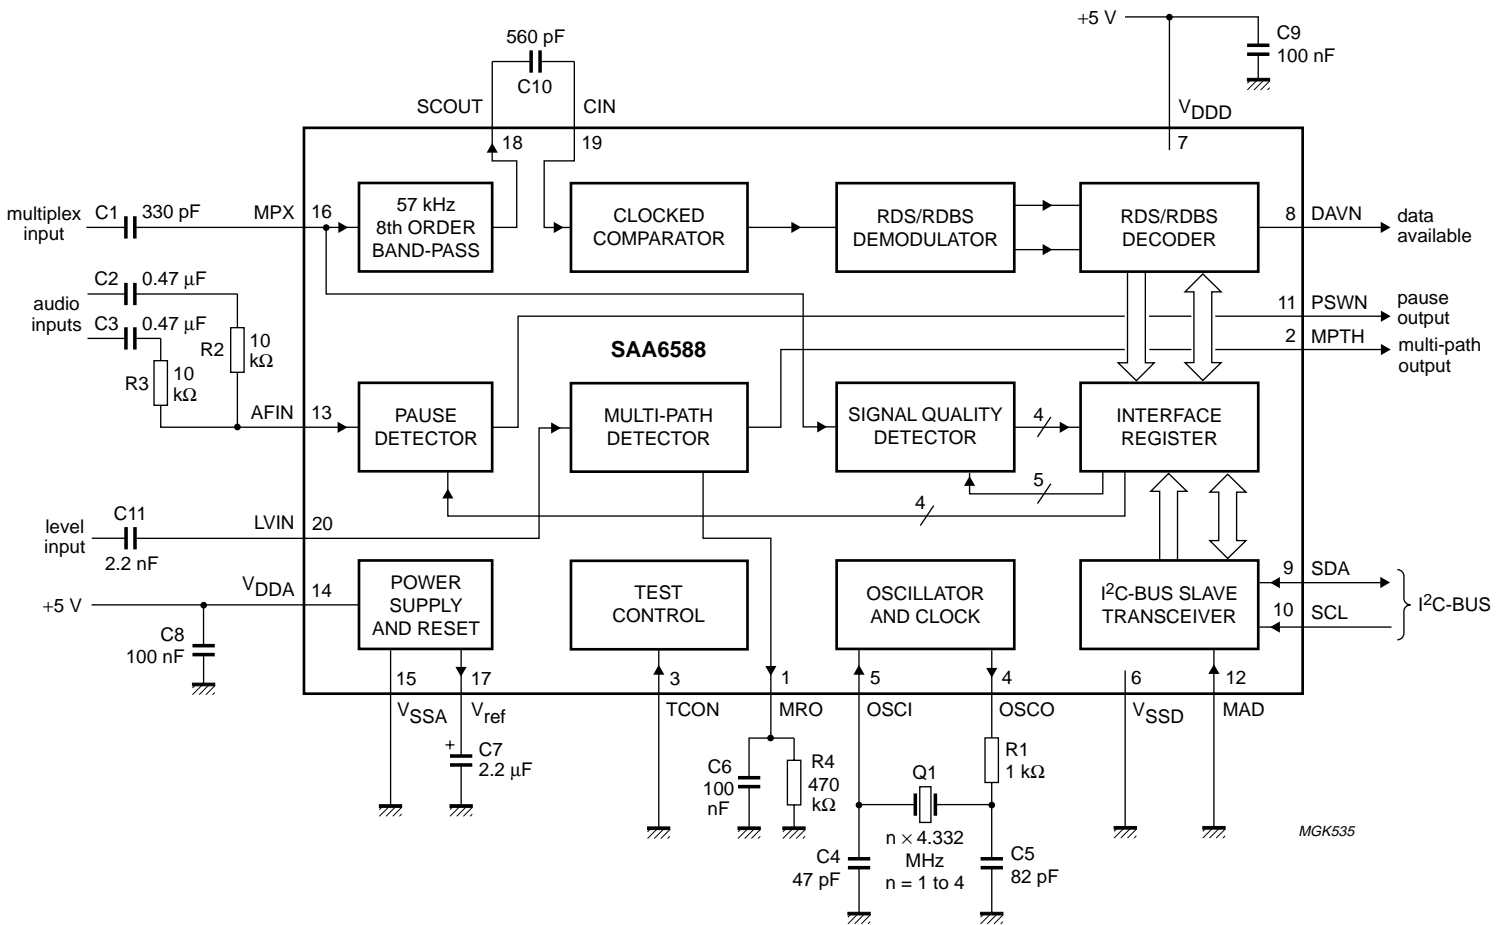 +5 V
C9
100 nF
560 pF
C10
SCOUT
CIN
VDDD
18
19
7
multiplex
input
C1
330 pF
MPX
16
57 kHz
8th ORDER
BAND-PASS
CLOCKED
COMPARATOR
RDS/RDBS
DEMODULATOR
RDS/RDBS
DECODER
8
DAVN
data
available
audio
inputs
C2
0.47 μF
C3
0.47 μF
R2
10
kΩ
R3
10
kΩ
SAA6588
11
PSWN
pause
output
2
MPTH
multi-path
output
AFIN
13
PAUSE
DETECTOR
MULTI-PATH
DETECTOR
SIGNAL QUALITY
DETECTOR
4
INTERFACE
REGISTER
5
4
level
input
C11
2.2 nF
LVIN
20
+5 V
VDDA
14
C8
100 nF
POWER
SUPPLY
AND RESET
TEST
CONTROL
OSCILLATOR
AND CLOCK
I2C-BUS SLAVE
TRANSCEIVER
9
SDA
10
SCL
I2C-BUS
15
17
3
1
5
4
6
12
VSSA
Vref
TCON
MRO
OSCI
OSCO
VSSD
MAD
+
C7
2.2 μF
C6
100
nF
R4
470
kΩ
Q1
R1
1 kΩ
n × 4.332
MHz
n = 1 to 4
C4
47 pF
C5
82 pF
MGK535